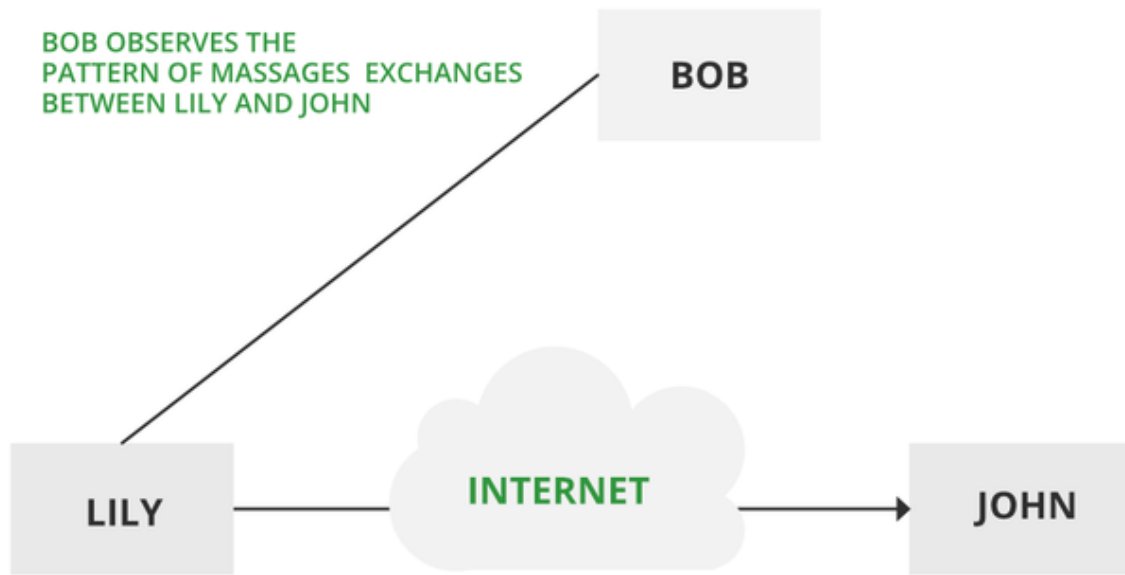 BOB OBSERVES THE
PATTERN OF MASSAGES EXCHANGES
BETWEEN LILY AND JOHN
BOB
INTERNET
LILY
JOHN